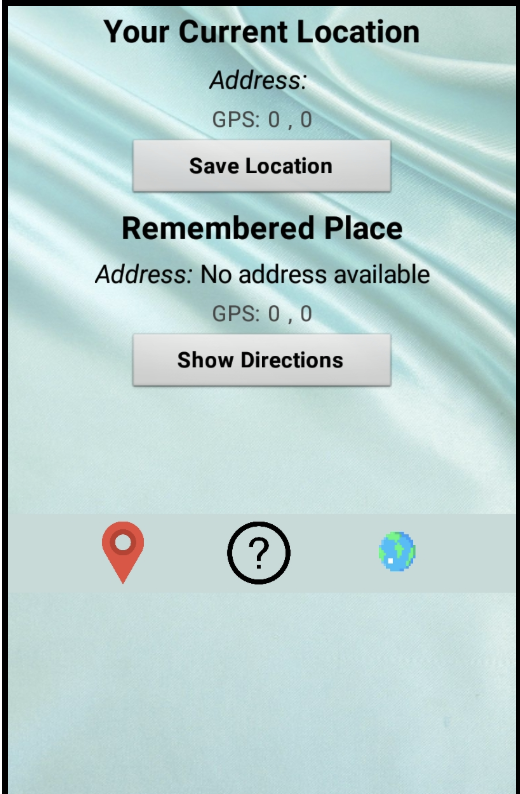 Your Current Location
Address:
GPS: 0 , 0
Save Location
Remembered Place
Address: No address available
GPS: 0 , 0
Show Directions
?